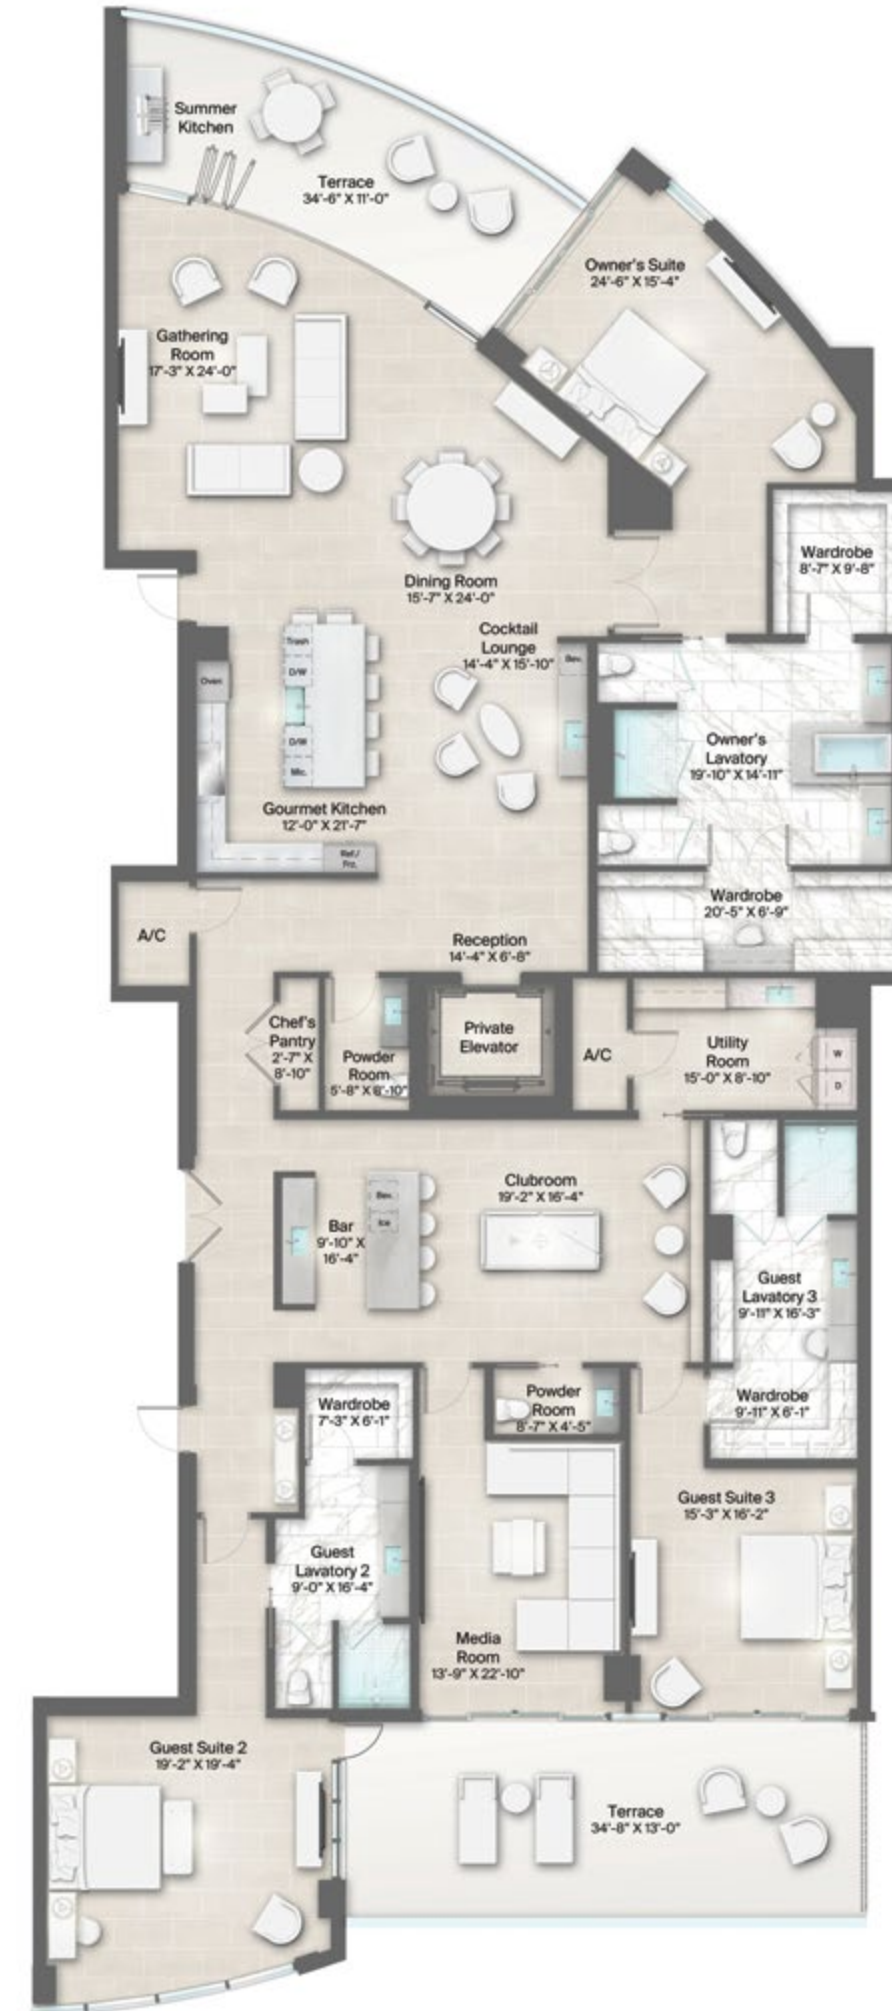 Summer
Kitchen
Terrace
34'-6" X 11'-0"
Owner's Suite
24'-6" X 15'-4"
Gathering
Room
17'-3" X 24'-0"
Wardrobe
8'-7" X 9'-8"
Dining Room
15'-7" X 24'-0"
Cocktail
Lounge
14'-4" X 15'-10"
Trash
D/W
Bev.
Oven
D/W
Mic.
Owner's
Lavatory
19'-10" X 14'-11"
Gourmet Kitchen
12'-0" X 21'-7"
Ref./
Frz.
Wardrobe
20'-5" X 6'-9"
A/C
Reception
14'-4" X 6'-8"
Chef's
Pantry
2'-7" X
8'-10"
Powder
Room
5'-8" X 8'-10"
Private
Elevator
A/C
Utility
Room
15'-0" X 8'-10"
W
D
Clubroom
19'-2" X 16'-4"
Bar
9'-10" X
16'-4"
Bev.
Ice
Guest
Lavatory 3
9'-11" X 16'-3"
Wardrobe
7'-3" X 6'-1"
Powder
Room
8'-7" X 4'-5"
Wardrobe
9'-11" X 6'-1"
Guest Suite 3
15'-3" X 16'-2"
Guest
Lavatory 2
9'-0" X 16'-4"
Media
Room
13'-9" X 22'-10"
Guest Suite 2
19'-2" X 19'-4"
Terrace
34'-8" X 13'-0"